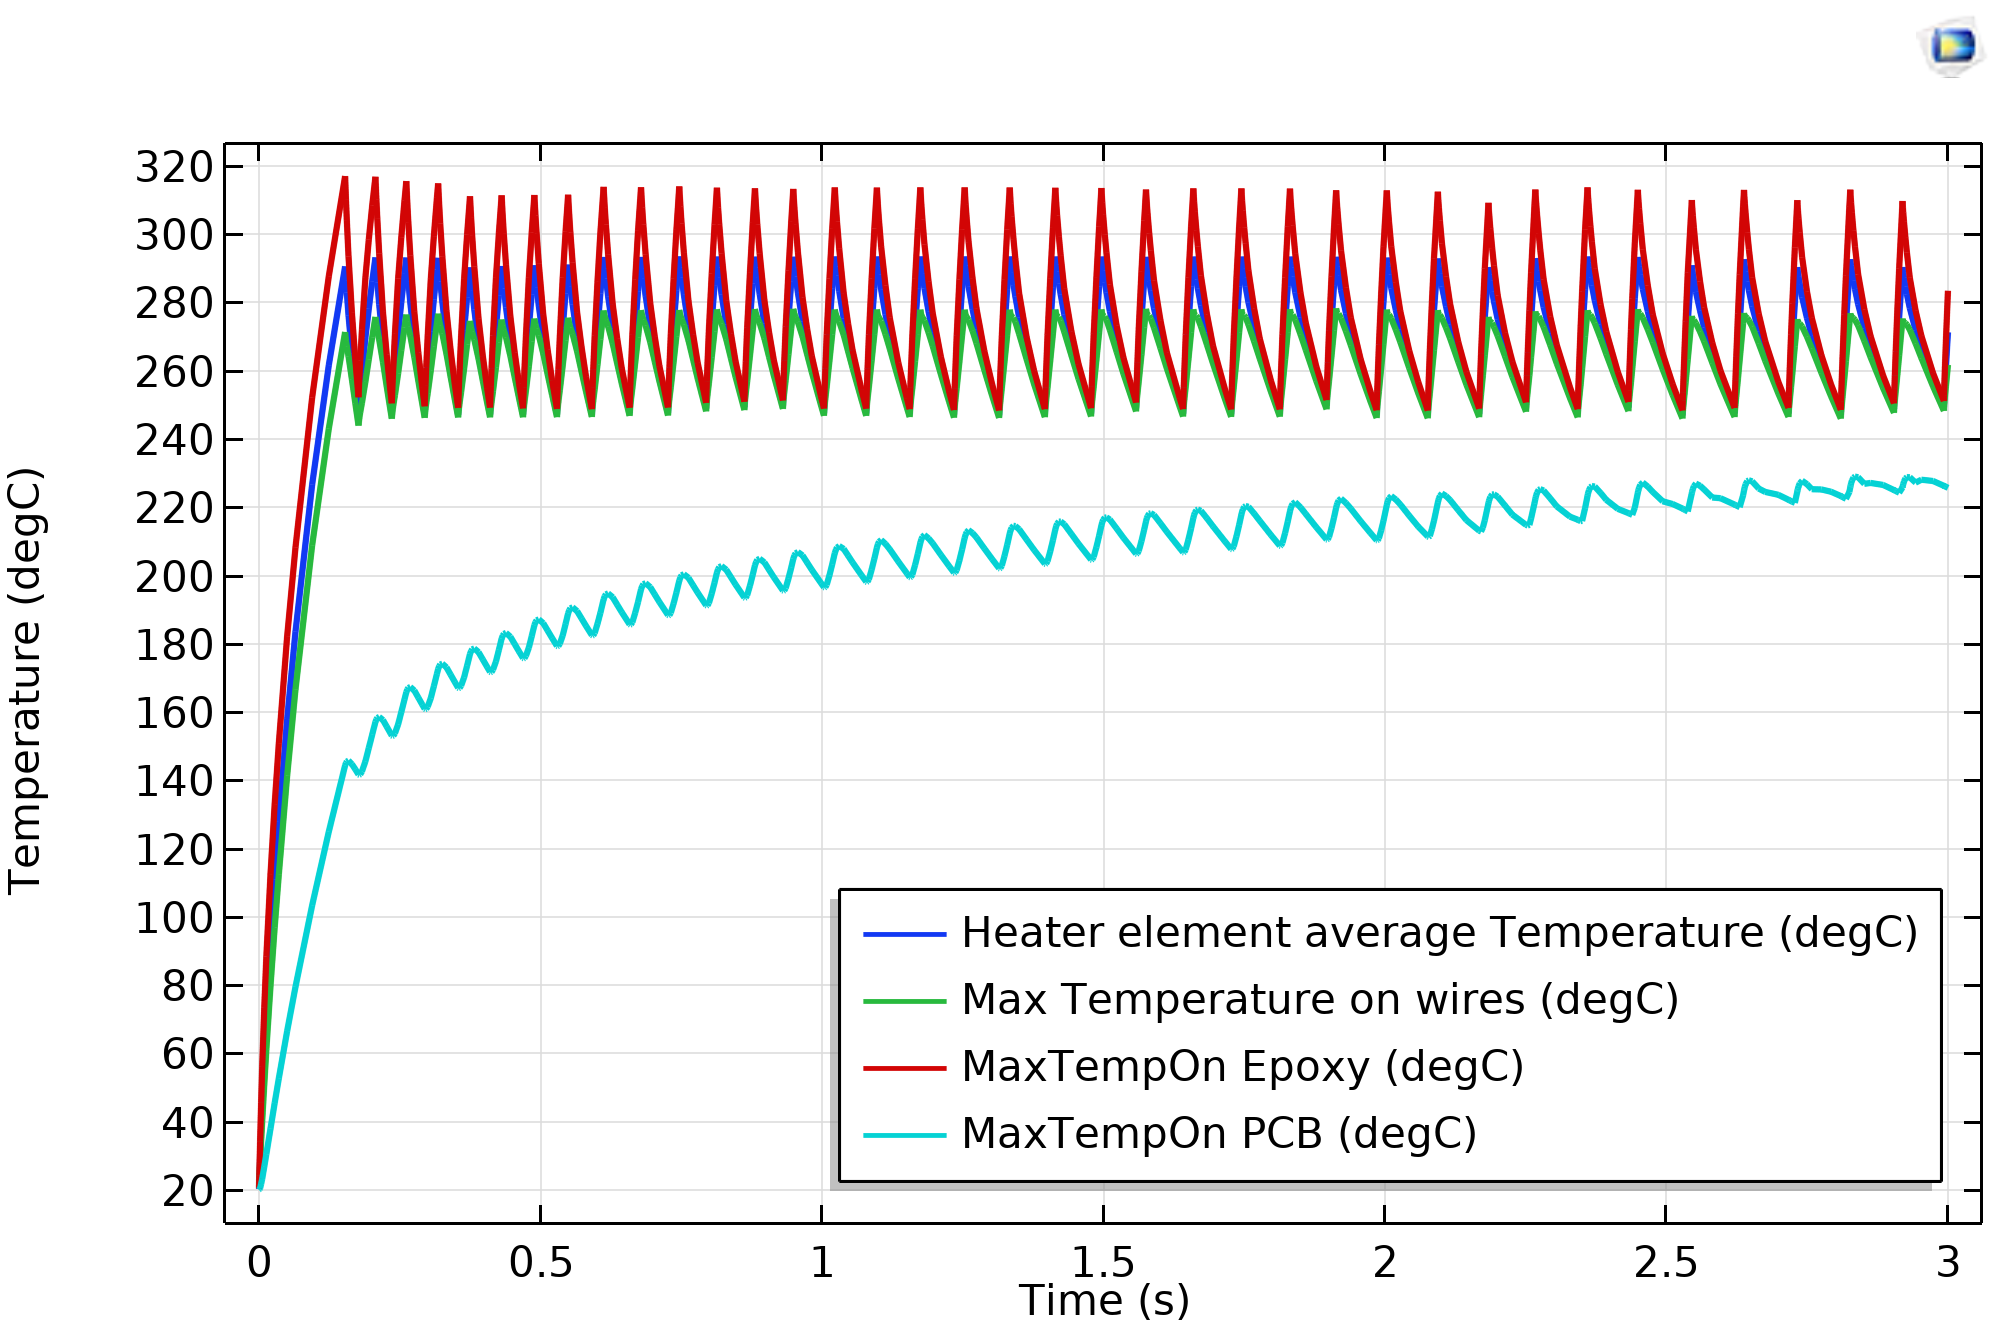 Temperature (degC)
320
300
280
260
240
220
200
180
160
140
120
100
80
60
40
20
Heater element average Temperature (degC)
Max Temperature on wires (degC)
MaxTempOn Epoxy (degC)
MaxTempOn PCB (degC)
0 0.5 1 1.5 2 2.5 3
Time (s)